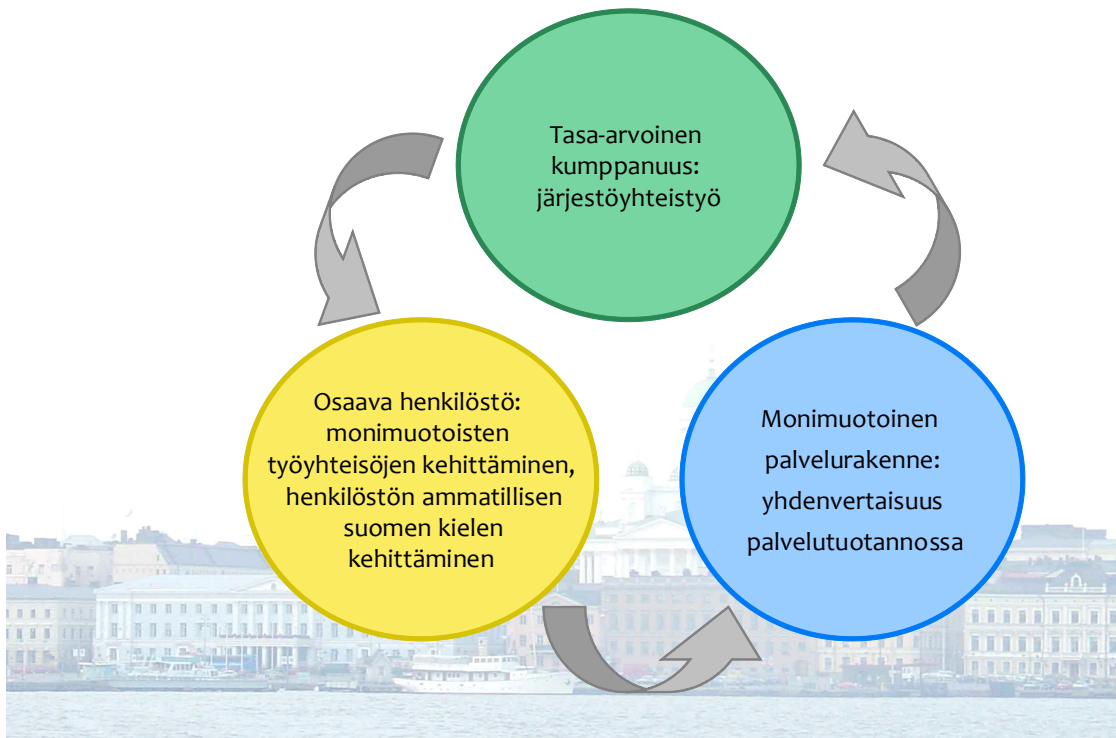 Tasa-arvoinen
kumppanuus:
järjestöyhteistyö
Osaava henkilöstö:
monimuotoisten
työyhteisöjen kehittäminen,
henkilöstön ammatillisen
suomen kielen
kehittäminen
Monimuotoinen
palvelurakenne:
yhdenvertaisuus
palvelutuotannossa